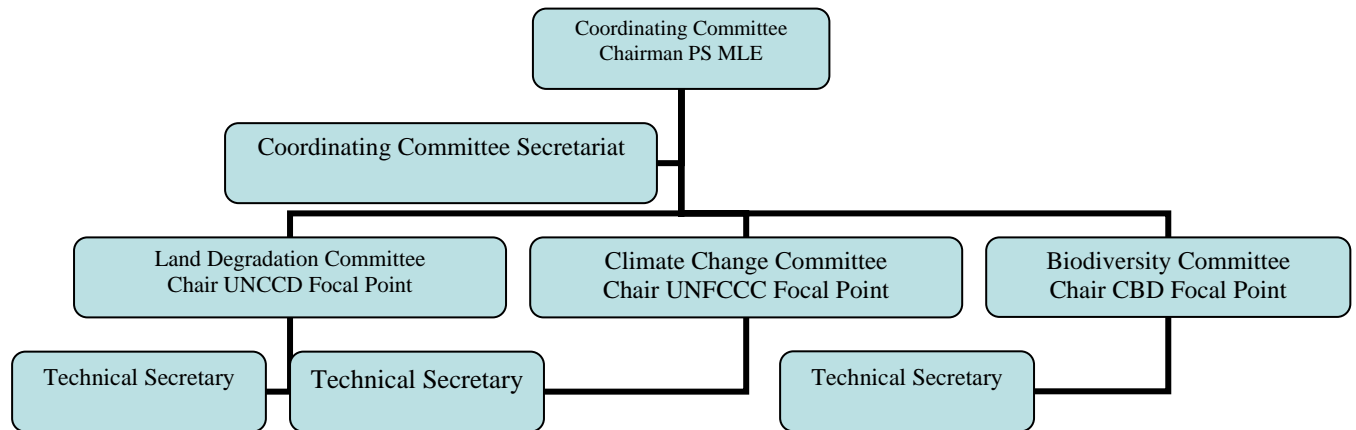 Coordinating Committee
Chairman PS MLE
Coordinating Committee Secretariat
Land Degradation Committee
Chair UNCCD Focal Point
Climate Change Committee
Chair UNFCCC Focal Point
Biodiversity Committee
Chair CBD Focal Point
Technical Secretary
Technical Secretary
Technical Secretary